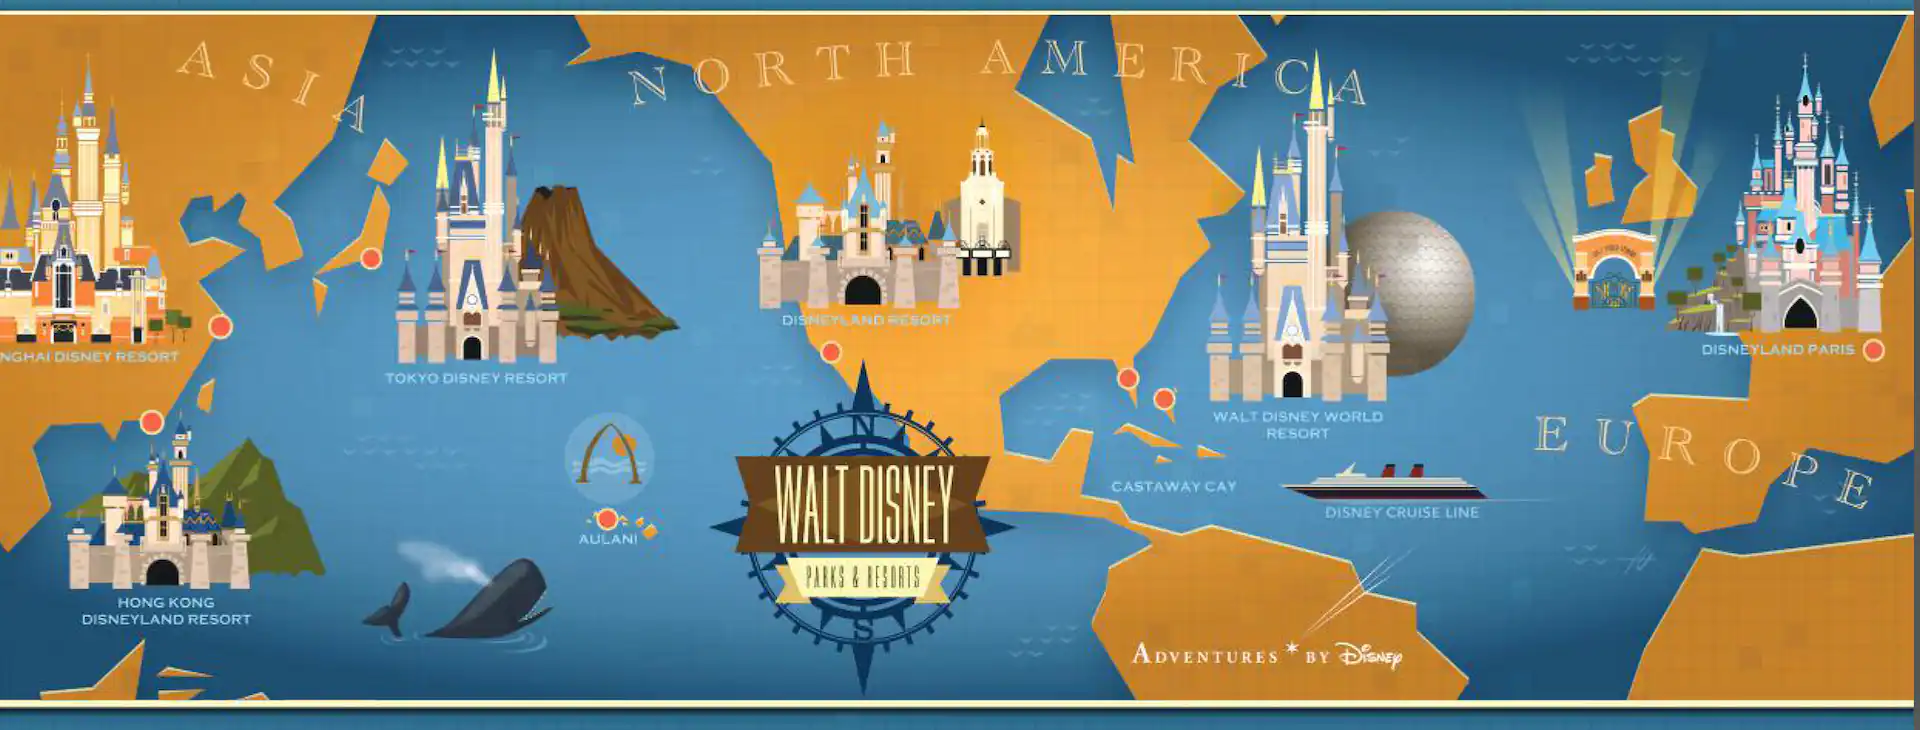 ASIA
NORTH AMERICA
NGHAI DISNEY RESORT
TOKYO DISNEY RESORT
DISNEYLAND RESORT
WALT DISNEY WORLD
RESORT
DISNEYLAND PARIS
EUROPE
HONG KONG
DISNEYLAND RESORT
AULANI
N
WALT DISNEY
PARKS & RESORTS
S
CASTAWAY CAY
DISNEY CRUISE LINE
ADVENTURES BY Disney